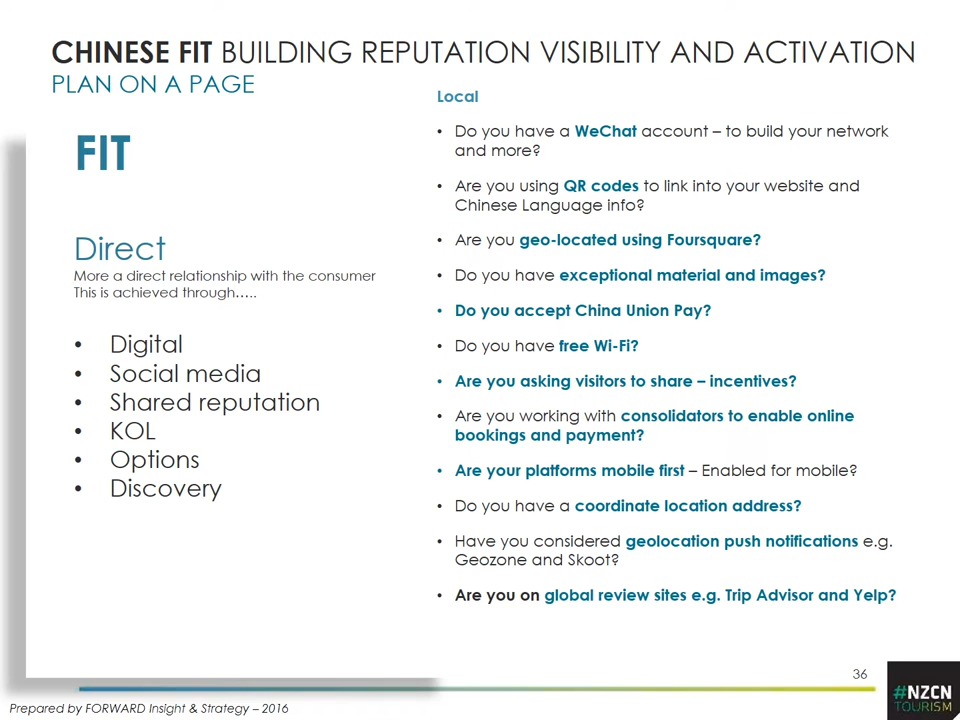 CHINESE FIT BUILDING REPUTATION VISIBILITY AND ACTIVATION
PLAN ON A PAGE
FIT
Direct
More a direct relationship with the consumer
This is achieved through…..
• Digital
• Social media
• Shared reputation
• KOL
• Options
• Discovery
Local
• Do you have a WeChat account – to build your network
and more?
• Are you using QR codes to link into your website and
Chinese Language info?
• Are you geo-located using Foursquare?
• Do you have exceptional material and images?
• Do you accept China Union Pay?
• Do you have free Wi-Fi?
• Are you asking visitors to share – incentives?
• Are you working with consolidators to enable online
bookings and payment?
• Are your platforms mobile first – Enabled for mobile?
• Do you have a coordinate location address?
• Have you considered geolocation push notifications e.g.
Geozone and Skoot?
• Are you on global review sites e.g. Trip Advisor and Yelp?
36
Prepared by FORWARD Insight & Strategy – 2016
#NZCN
TOURISM